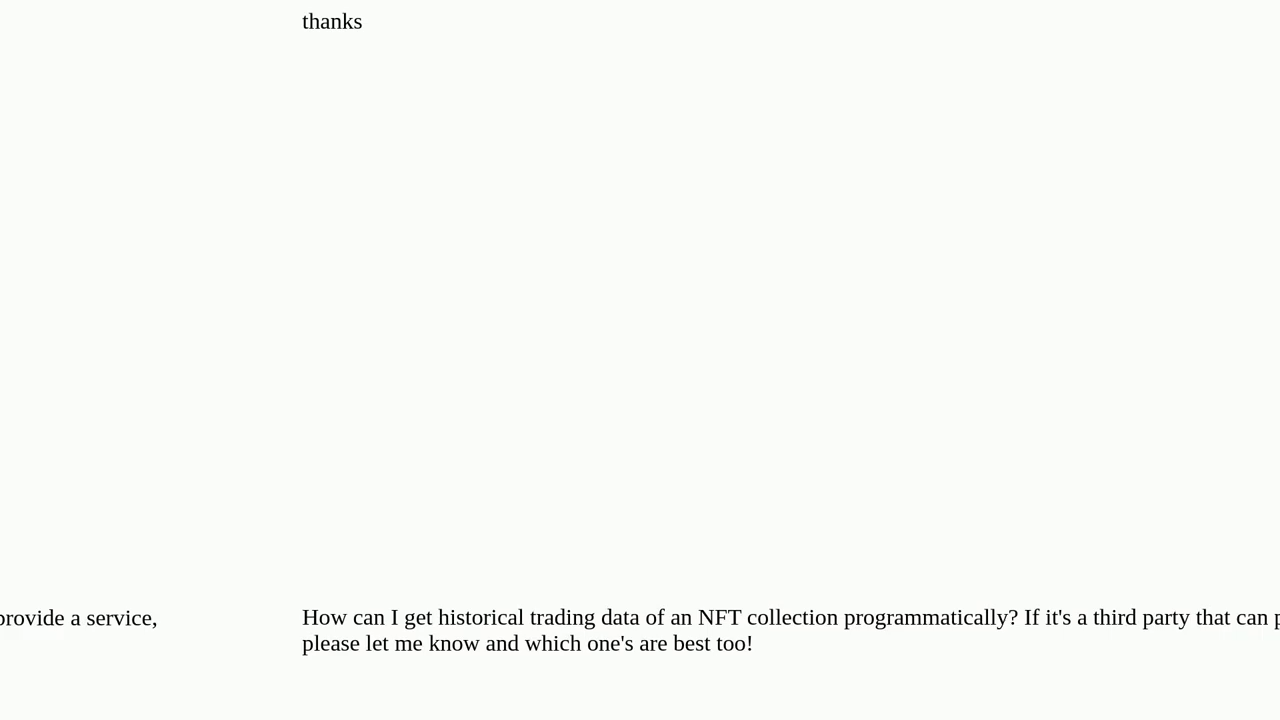 thanks
provide a service,
How can I get historical trading data of an NFT collection programmatically? If it's a third party that can
please let me know and which one's are best too!